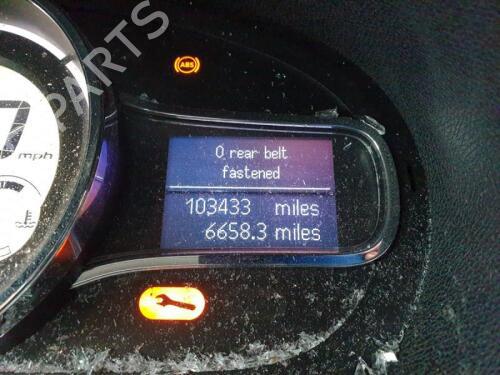 PARTS
ABS
mph
0 rear belt
fastened
103433 miles
6658.3 miles